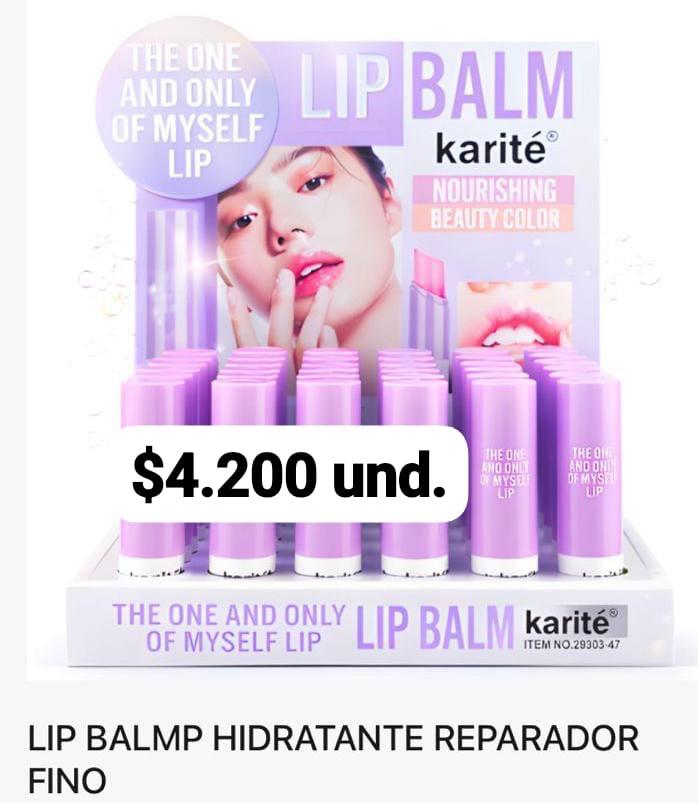 THE ONE
AND ONLY
OF MYSELF
LIP
LIP BALM
karité®
NOURISHING
BEAUTY COLOR
THE ONE
AND ONLY
OF MYSELF
LIP
THE ONE
AND ONLY
OF MYSELF
LIP
$4.200 und.
THE ONE AND ONLY
OF MYSELF LIP
LIP BALM
karité®
ITEM NO.29303-47
LIP BALMP HIDRATANTE REPARADOR
FINO